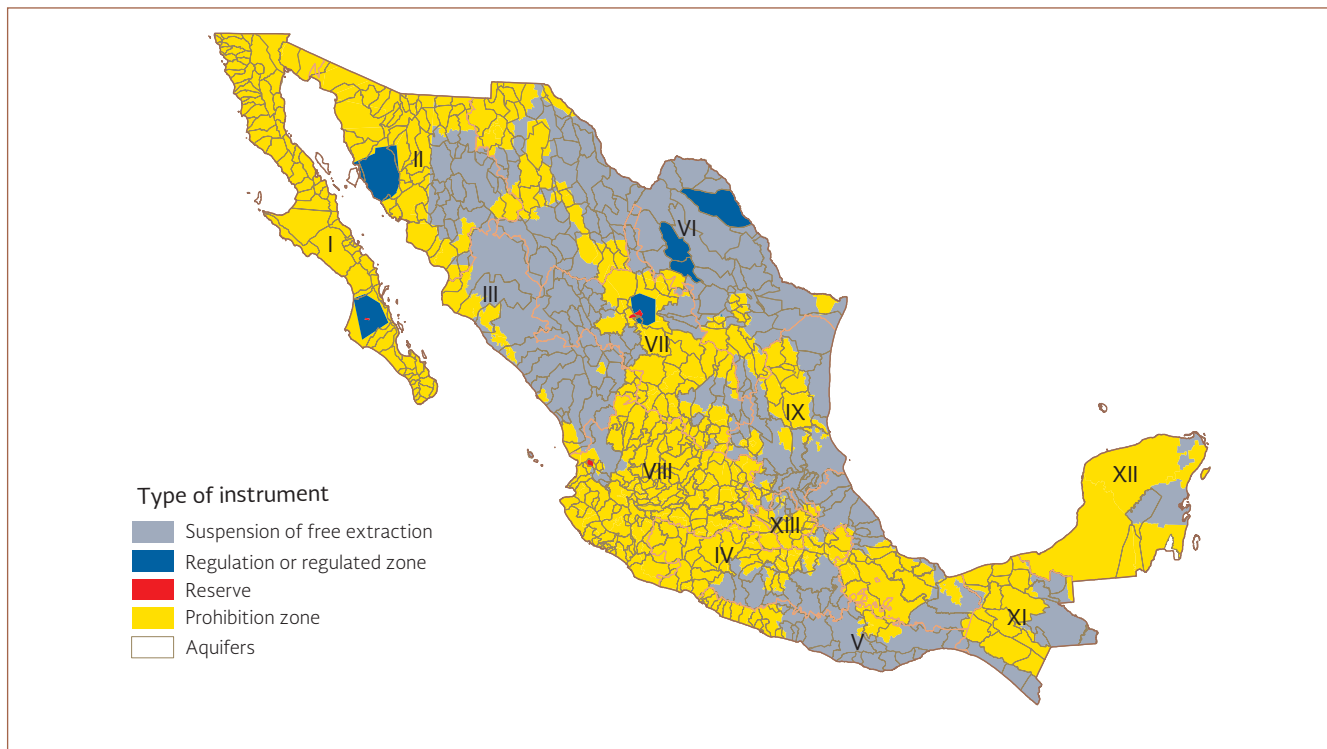 II
VI
I
III
VII
IX
VIII
XII
Type of instrument
Suspension of free extraction
XIII
Regulation or regulated zone
IV
Reserve
Prohibition zone
XI
Aquifers
V